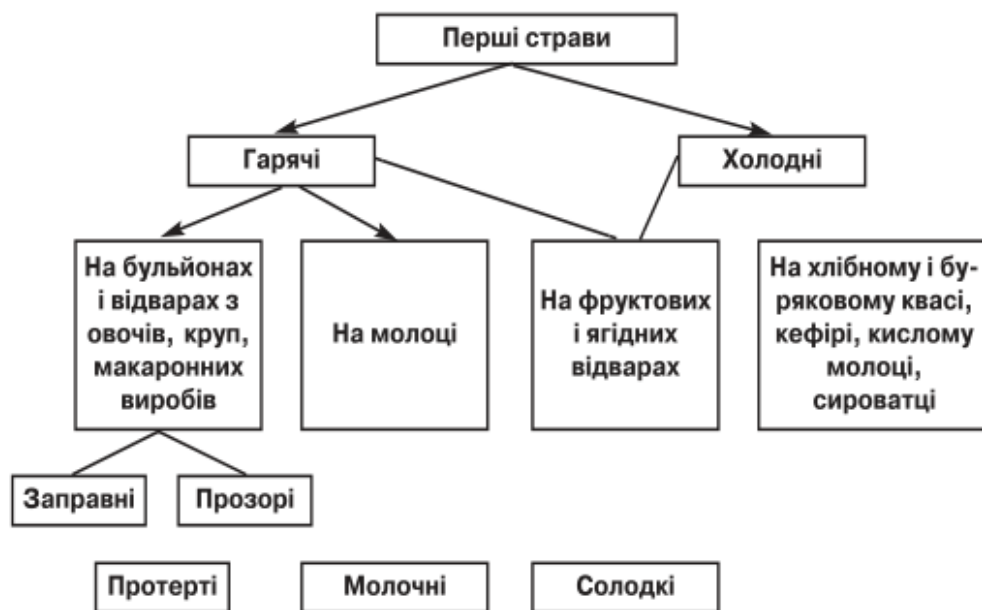 Перші страви
Гарячі
Холодні
На бульйонах
і відварах з
овочів, круп,
макаронних
виробів
На молоці
На фруктових
і ягідних
відварах
На хлібному і бу-
ряковому квасі,
кефірі, кислому
молоці,
сироватці
Заправні
Прозорі
Протерті
Молочні
Солодкі